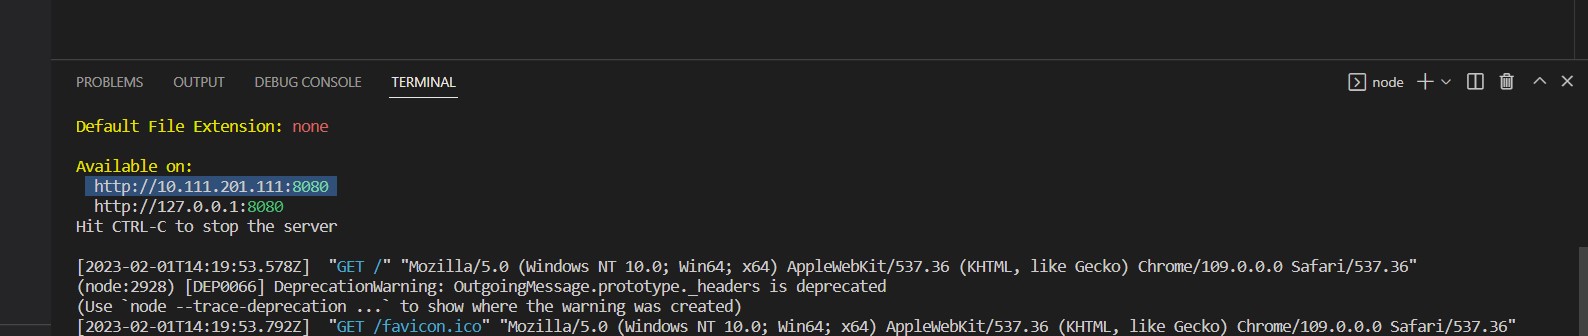 PROBLEMS OUTPUT DEBUG CONSOLE TERMINAL node
Default File Extension: none
Available on:
http://10.111.201.111:8080
http://127.0.0.1:8080
Hit CTRL-C to stop the server
[2023-02-01T14:19:53.578Z] "GET /" "Mozilla/5.0 (Windows NT 10.0; Win64; x64) AppleWebKit/537.36 (KHTML, like Gecko) Chrome/109.0.0.0 Safari/537.36"
(node:2928) [DEP0066] DeprecationWarning: OutgoingMessage.prototype._headers is deprecated
(Use `node --trace-deprecation ...` to show where the warning was created)
[2023-02-01T14:19:53.792Z] "GET /favicon.ico" "Mozilla/5.0 (Windows NT 10.0; Win64; x64) AppleWebKit/537.36 (KHTML, like Gecko) Chrome/109.0.0.0 Safari/537.36"